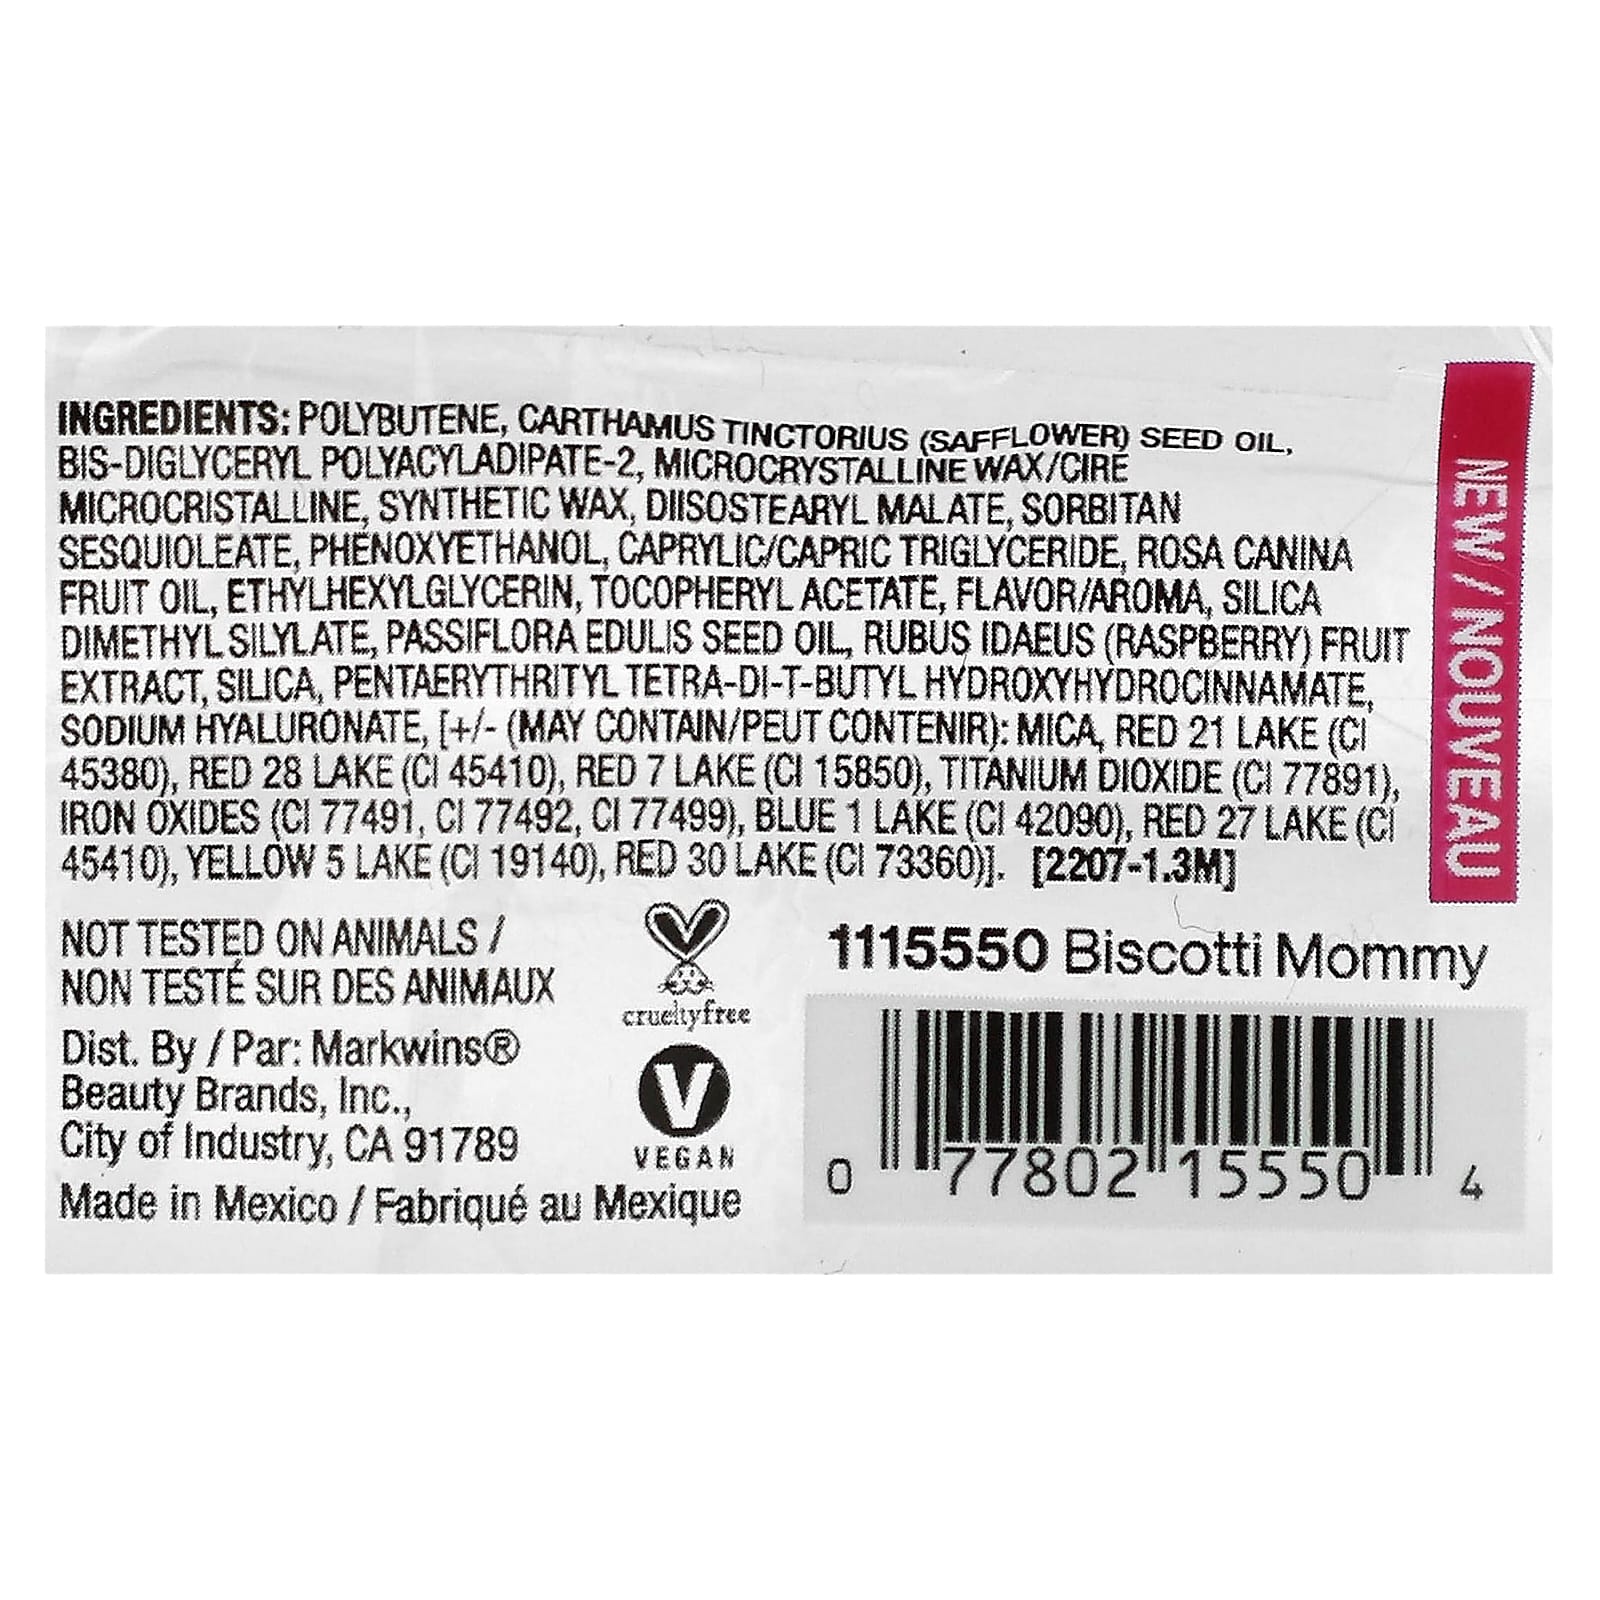 INGREDIENTS: POLYBUTENE, CARTHAMUS TINCTORIUS (SAFFLOWER) SEED OIL,
BIS-DIGLYCERYL POLYACYLADIPATE-2, MICROCRYSTALLINE WAX/CIRE
MICROCRISTALLINE, SYNTHETIC WAX, DIISOSTEARYL MALATE, SORBITAN
SESQUIOLEATE, PHENOXYETHANOL, CAPRYLIC/CAPRIC TRIGLYCERIDE, ROSA CANINA
FRUIT OIL, ETHYLHEXYLGLYCERIN, TOCOPHERYL ACETATE, FLAVOR/AROMA, SILICA
DIMETHYL SILYLATE, PASSIFLORA EDULIS SEED OIL, RUBUS IDAEUS (RASPBERRY) FRUIT
EXTRACT, SILICA, PENTAERYTHRITYL TETRA-DI-T-BUTYL HYDROXYHYDROCINNAMATE,
SODIUM HYALURONATE, [+/- (MAY CONTAIN/PEUT CONTENIR): MICA, RED 21 LAKE (CI
45380), RED 28 LAKE (CI 45410), RED 7 LAKE (CI 15850), TITANIUM DIOXIDE (CI 77891),
IRON OXIDES (CI 77491, CI 77492, CI 77499), BLUE 1 LAKE (CI 42090), RED 27 LAKE (CI
45410), YELLOW 5 LAKE (CI 19140), RED 30 LAKE (CI 73360)]. [2207-1.3M]
NEW / NOUVEAU
NOT TESTED ON ANIMALS /
NON TESTÉ SUR DES ANIMAUX
Dist. By / Par: Markwins®
Beauty Brands, Inc.,
City of Industry, CA 91789
Made in Mexico / Fabriqué au Mexique
crueltyfree
V
VEGAN
1115550 Biscotti Mommy
0 77802 15550 4